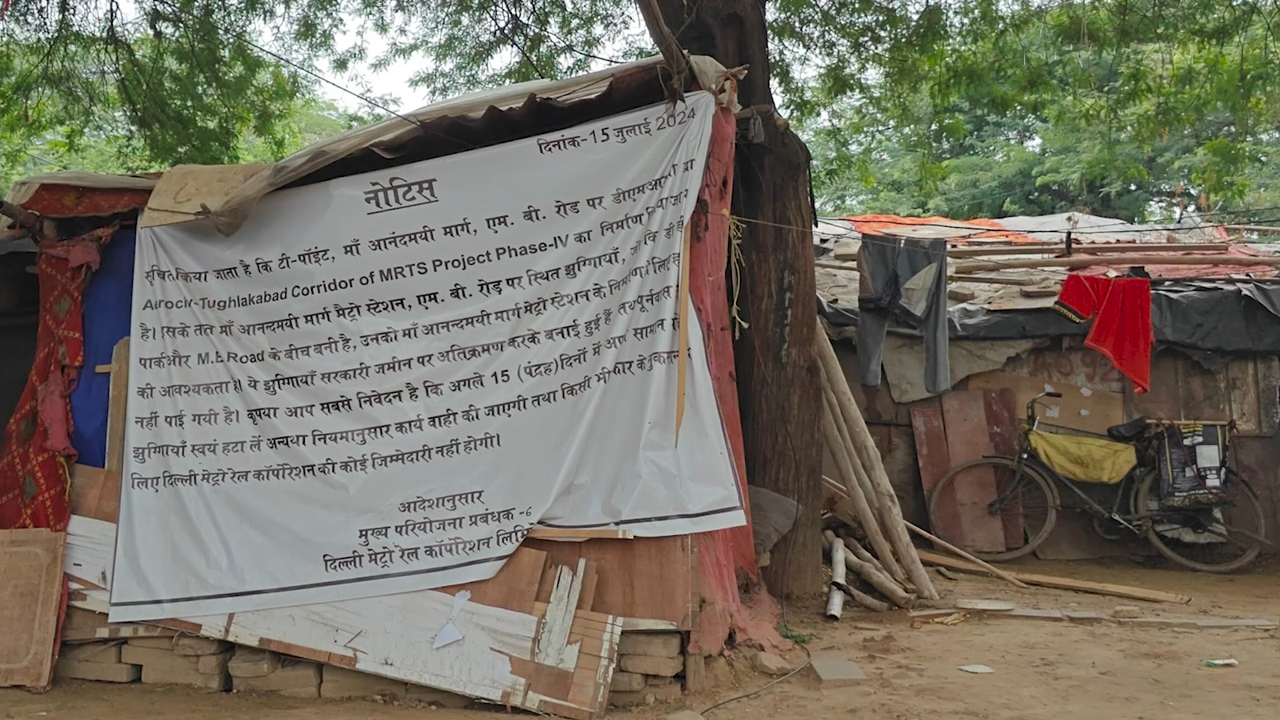 दिनांक-15 जुलाई 2024
नोटिस
किया जाता है कि टी-पॉइंट, माँ आनंदमयी मार्ग, एम. बी. रोड पर
Aerocity-Tughlakabad Corridor of MRTS Project Phase-IV का निर्माण किया जा रहा
है। माँ आनन्दमयी मार्ग मैट्रो स्टेशन, एम. बी. रोड़ पर स्थित झुग्गियाँ, कि
पार्क और Road के बीच बनी है, उनको माँ आनन्दमयी मार्ग मेट्रो स्टेशन के निर्माण लिए
की आवश्यकता है। ये झुग्गियाँ सरकारी जमीन पर अतिक्रमण करके बनाई हुई हैं
नहीं पाई गयी है। कृपया आप सबसे निवेदन है कि अगले 15 (पंद्रह) दिनों में सामान
झुग्गियाँ स्वयं हटा लें अन्यथा नियमानुसार कार्य वाही की जाएगी तथा किसी भी के नुकसान
लिए दिल्ली मेट्रो रेल कॉर्पोरेशन की कोई जिम्मेदारी नहीं होगी।
आदेशानुसार
मुख्य परियोजना प्रबंधक -6
दिल्ली मेट्रो रेल कॉर्पोरेशन